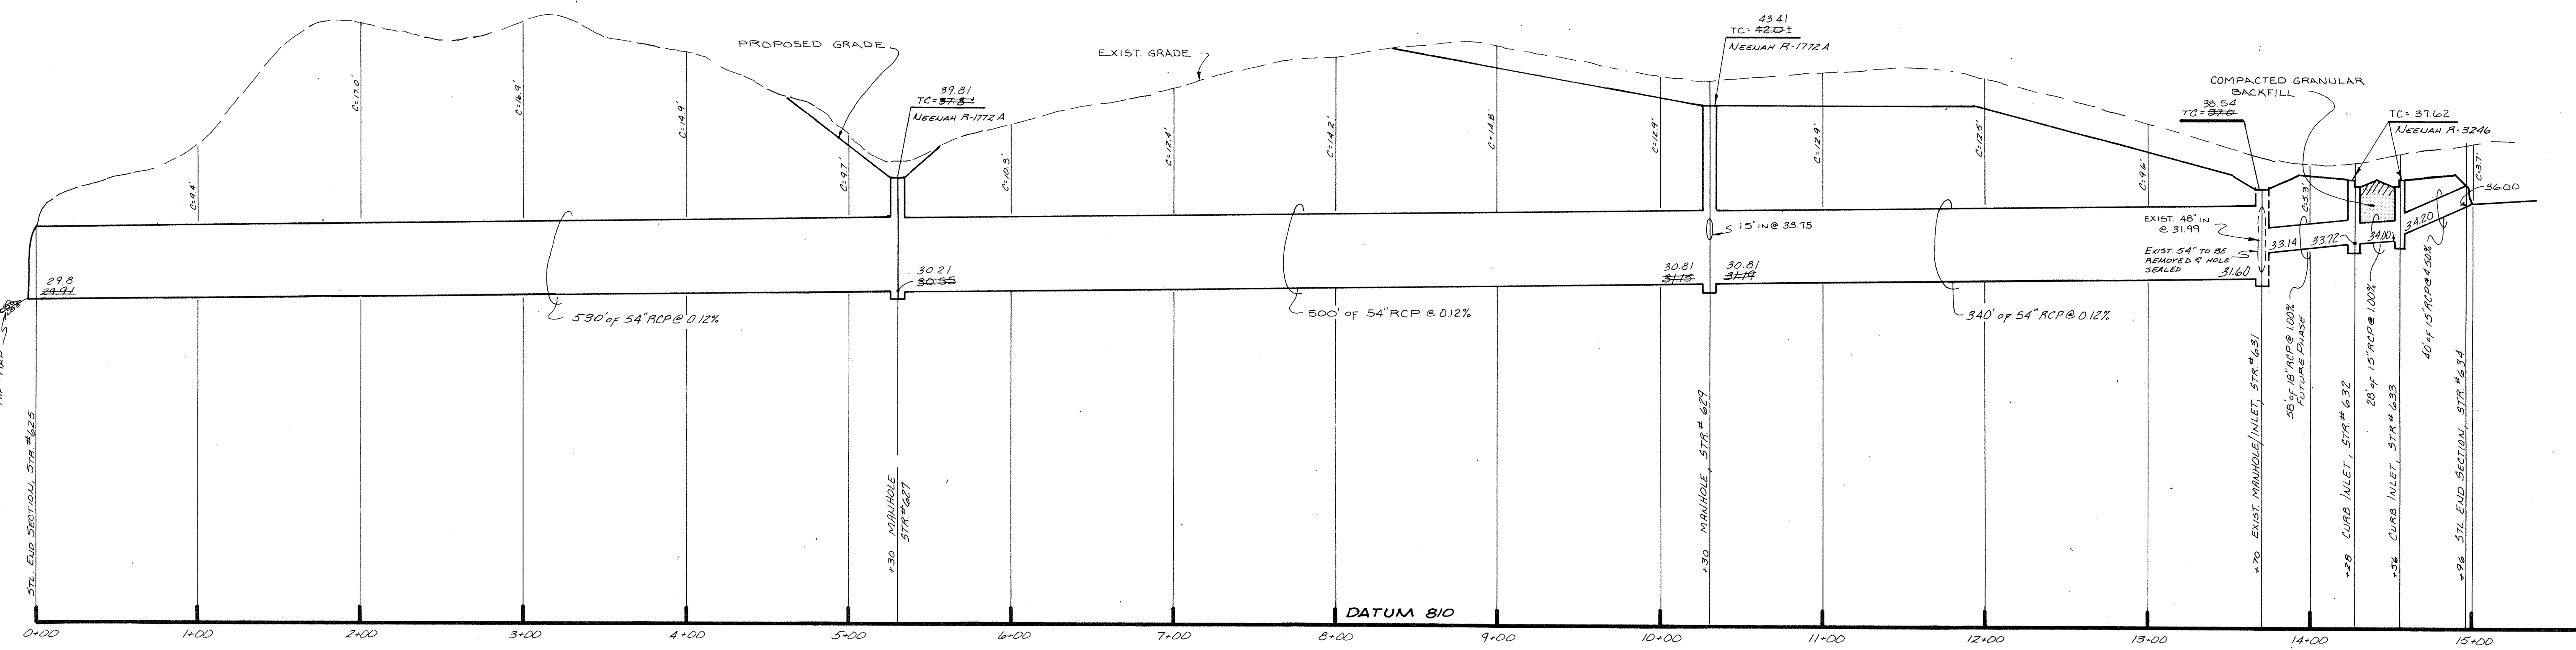 PROPOSED GRADE
EXIST. GRADE
43.41
TC= 42.0±
NEENAH R-1772 A
39.81
TC= 37.8±
NEENAH R-1772 A
COMPACTED GRANULAR
BACKFILL
38.54
TC= 37.0
TC= 37.62
NEENAH R-3246
C=9.4'
C=17.0'
C=16.9'
C=14.9'
C=9.7'
C=10.3'
C=12.4'
C=14.2'
C=14.8'
C=12.9'
C=12.9'
C=12.5'
C=9.6'
C=5.3'
C=3.7'
36.00
15" IN @ 33.75
EXIST. 48" IN
@ 31.99
EXIST. 54" TO BE
REMOVED & HOLE
SEALED
31.60
33.14
33.72
34.00
34.20
29.8
29.91
30.21
30.55
30.81
31.15
30.81
31.19
530' OF 54" RCP @ 0.12%
500' OF 54" RCP @ 0.12%
340' OF 54" RCP @ 0.12%
58' OF 18" RCP @ 1.00%
FUTURE PHASE
28' OF 15" RCP @ 1.00%
40' OF 15" RCP @ 4.50%
STL. END SECTION, STR. #625
+30 MANHOLE
STR. #627
+30 MANHOLE, STR. # 629
+70 EXIST. MANHOLE/INLET, STR. #631
+28 CURB INLET, STR. # 632
+56 CURB INLET, STR. # 633
+96 STL. END SECTION, STR. #634
DATUM 810
0+00
1+00
2+00
3+00
4+00
5+00
6+00
7+00
8+00
9+00
10+00
11+00
12+00
13+00
14+00
15+00